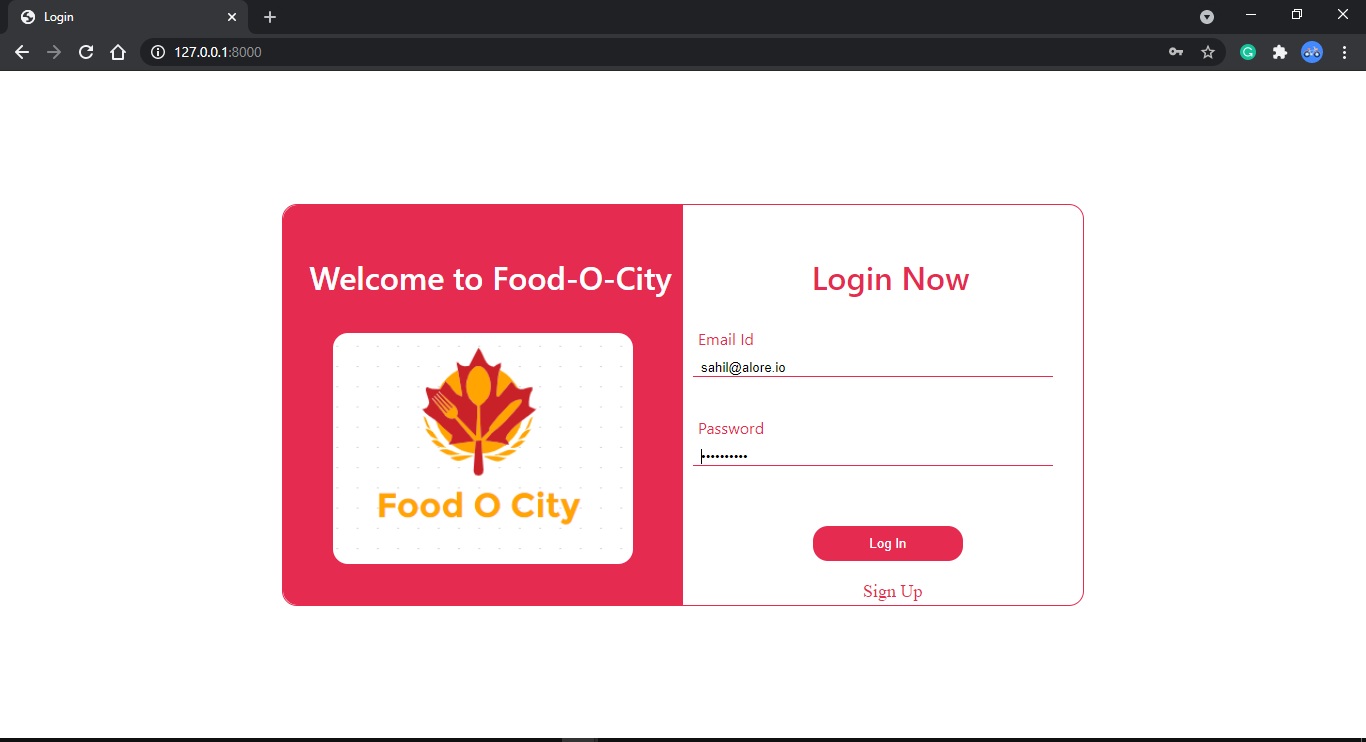 Login
127.0.0.1:8000
Welcome to Food-O-City
Food O City
Login Now
Email Id
sahil@alore.io
Password
••••••••••
Log In
Sign Up